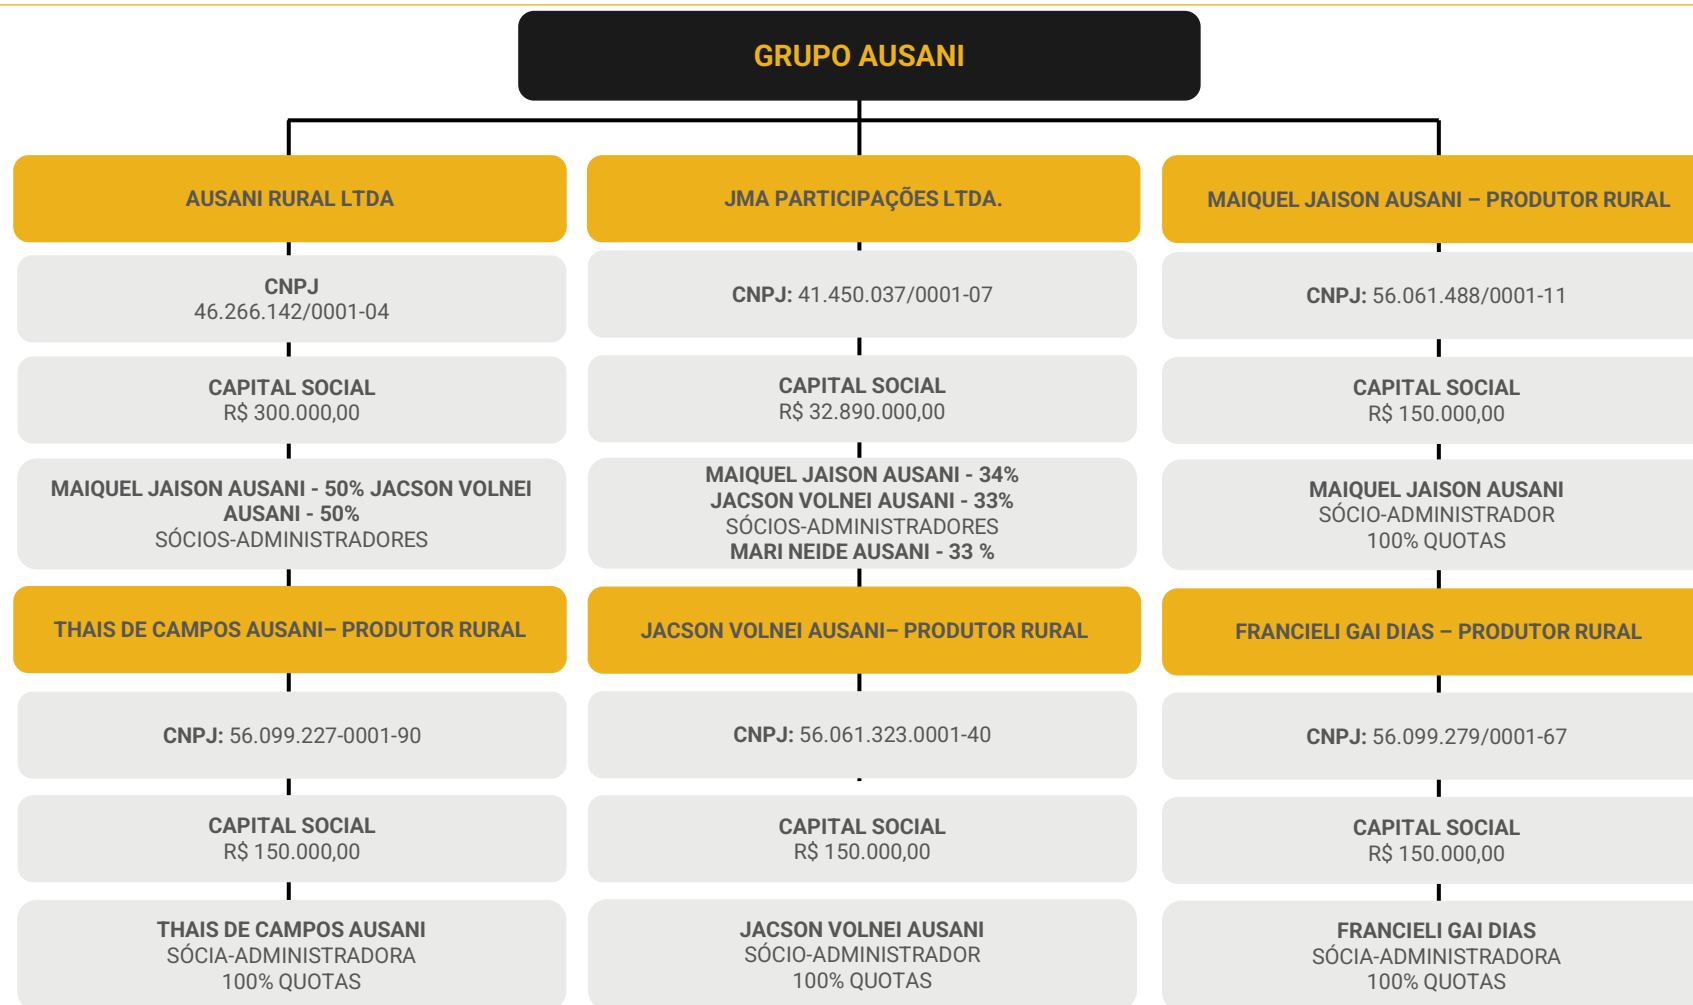 GRUPO AUSANI
AUSANI RURAL LTDA
CNPJ
46.266.142/0001-04
CAPITAL SOCIAL
R$ 300.000,00
MAIQUEL JAISON AUSANI - 50% JACSON VOLNEI
AUSANI - 50%
SÓCIOS-ADMINISTRADORES
JMA PARTICIPAÇÕES LTDA.
CNPJ: 41.450.037/0001-07
CAPITAL SOCIAL
R$ 32.890.000,00
MAIQUEL JAISON AUSANI - 34%
JACSON VOLNEI AUSANI - 33%
SÓCIOS-ADMINISTRADORES
MARI NEIDE AUSANI - 33 %
MAIQUEL JAISON AUSANI – PRODUTOR RURAL
CNPJ: 56.061.488/0001-11
CAPITAL SOCIAL
R$ 150.000,00
MAIQUEL JAISON AUSANI
SÓCIO-ADMINISTRADOR
100% QUOTAS
THAIS DE CAMPOS AUSANI– PRODUTOR RURAL
CNPJ: 56.099.227-0001-90
CAPITAL SOCIAL
R$ 150.000,00
THAIS DE CAMPOS AUSANI
SÓCIA-ADMINISTRADORA
100% QUOTAS
JACSON VOLNEI AUSANI– PRODUTOR RURAL
CNPJ: 56.061.323.0001-40
CAPITAL SOCIAL
R$ 150.000,00
JACSON VOLNEI AUSANI
SÓCIO-ADMINISTRADOR
100% QUOTAS
FRANCIELI GAI DIAS – PRODUTOR RURAL
CNPJ: 56.099.279/0001-67
CAPITAL SOCIAL
R$ 150.000,00
FRANCIELI GAI DIAS
SÓCIA-ADMINISTRADORA
100% QUOTAS